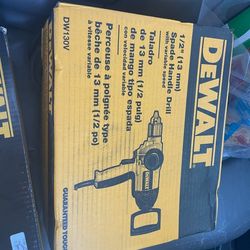 DEWALT
1/2" (13 mm)
Spade Handle Drill
with variable speed
Taladro
de 13 mm (1/2 pulg)
de mango tipo espada
con velocidad variable
Perceuse à poignée type
bêche de 13 mm (1/2 po)
à vitesse variable
DW130V
DEWALT
GUARANTEED TOUGH